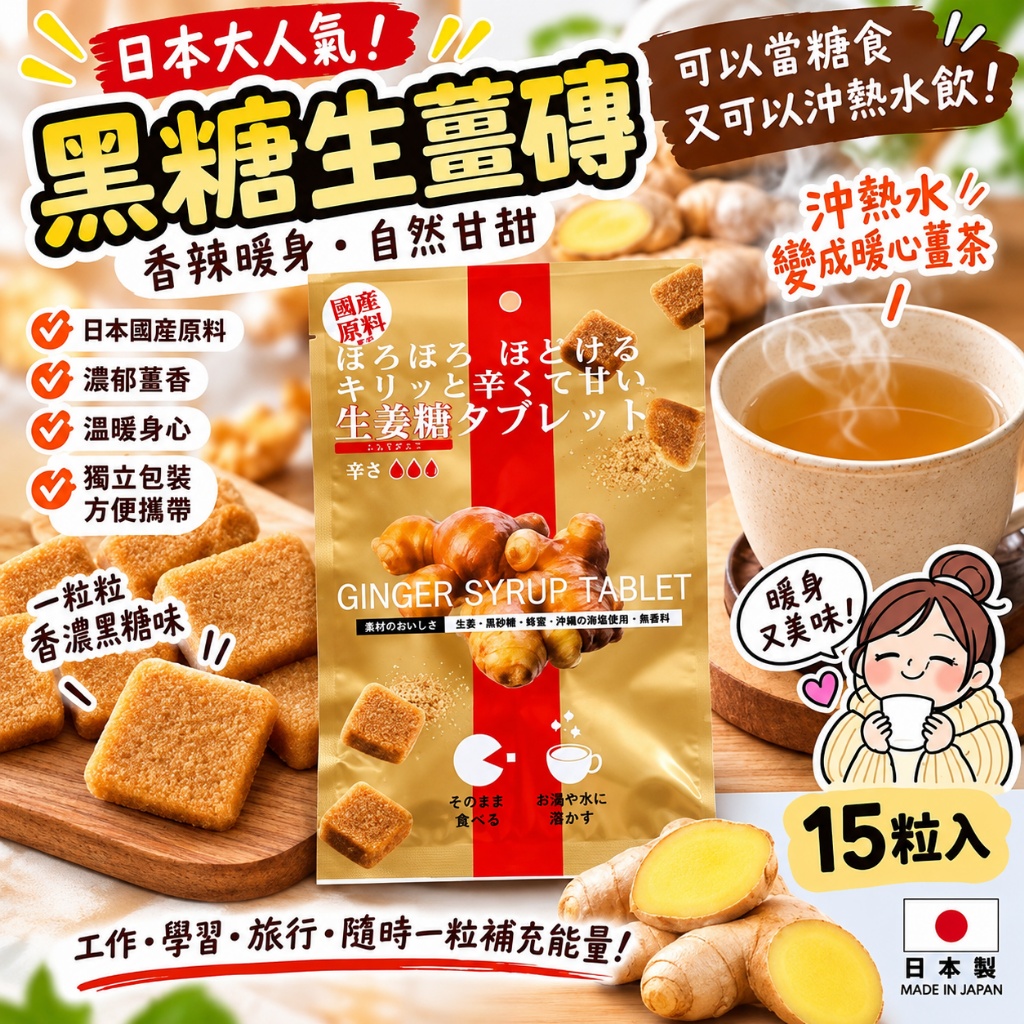 日本大人氣！
黑糖生薑磚
香辣暖身・自然甘甜
可以當糖食
又可以沖熱水飲！
沖熱水
變成暖心薑茶
日本國產原料
濃郁薑香
溫暖身心
獨立包裝
方便攜帶
一粒粒
香濃黑糖味
國產
原料
ほろほろ ほどける
キリッと辛くて甘い
生姜糖タブレット
辛さ
GINGER SYRUP TABLET
素材のおいしさ 生姜・黒砂糖・蜂蜜・沖縄の海塩使用・無香料
そのまま
食べる
お湯や水に
溶かす
暖身
又美味！
15粒入
工作・學習・旅行・隨時一粒補充能量！
日本製
MADE IN JAPAN